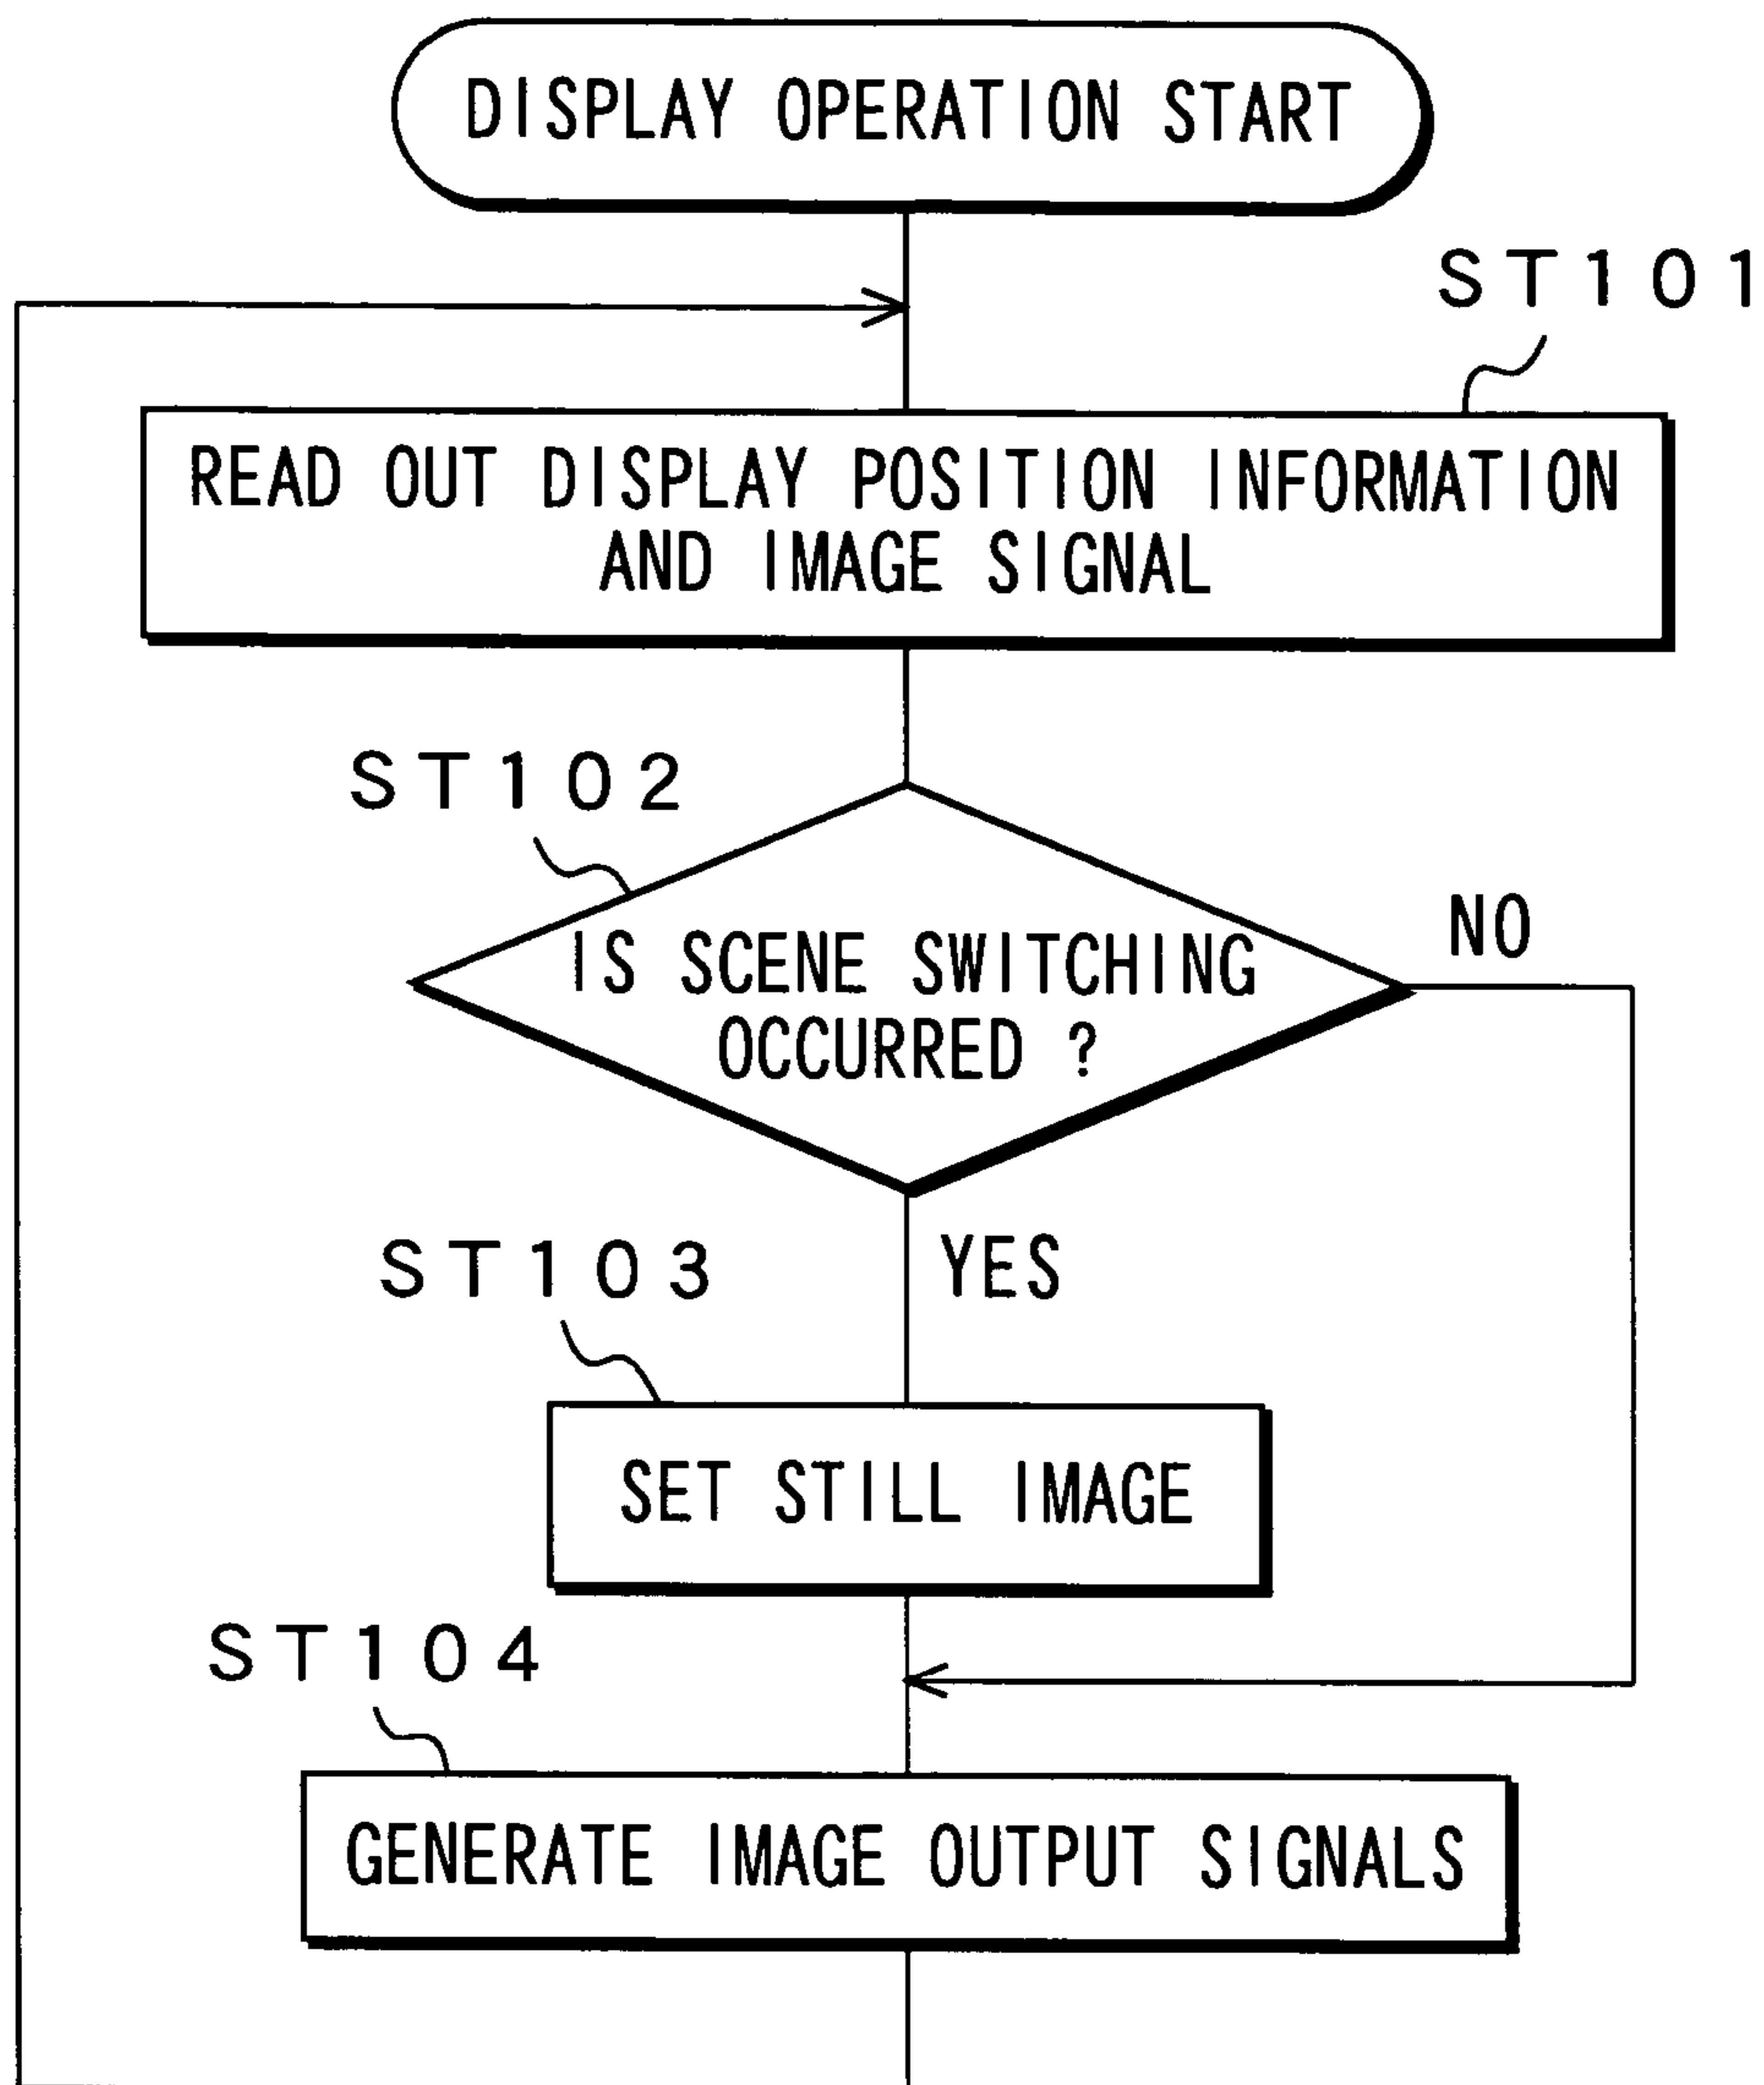 DISPLAY OPERATION START
ST101
READ OUT DISPLAY POSITION INFORMATION
AND IMAGE SIGNAL
ST102
IS SCENE SWITCHING
OCCURRED ?
NO
YES
ST103
SET STILL IMAGE
ST104
GENERATE IMAGE OUTPUT SIGNALS